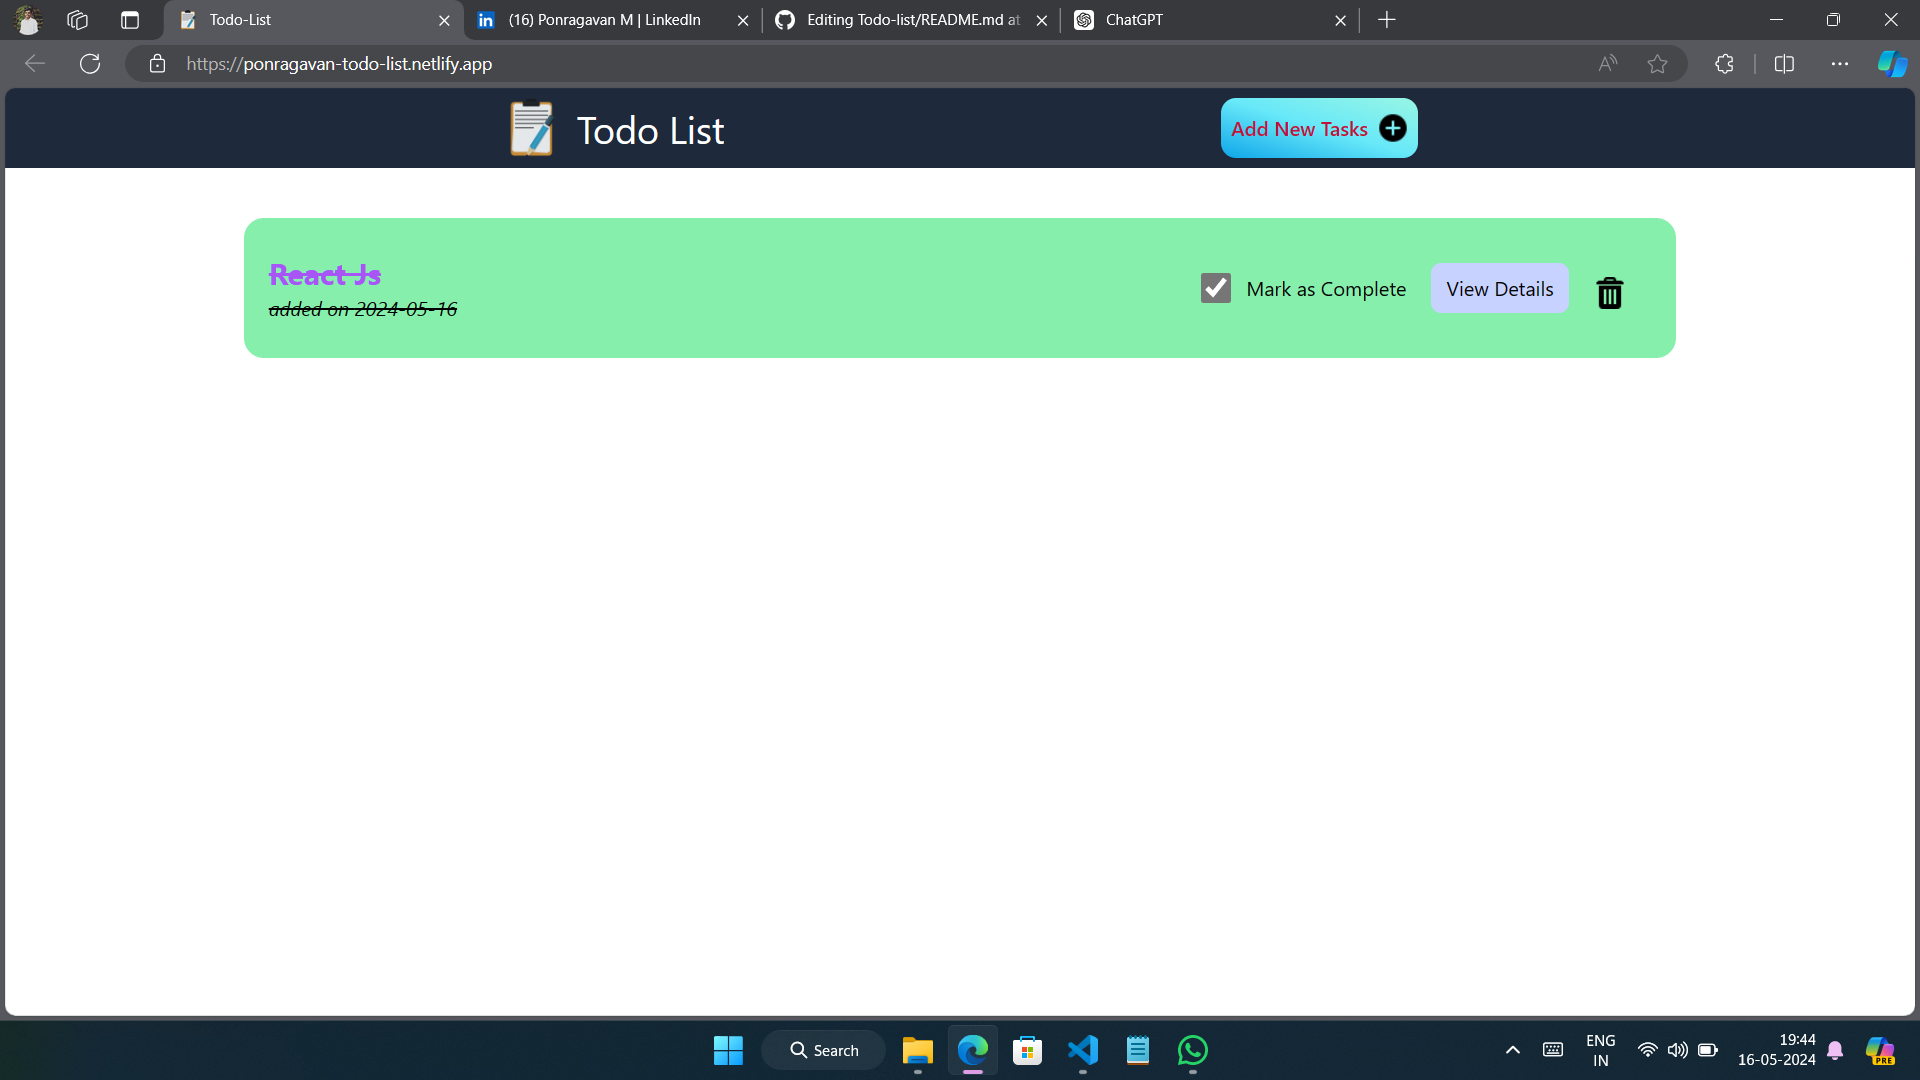 Todo-List
(16) Ponragavan M | LinkedIn
Editing Todo-list/README.md at
ChatGPT
https://ponragavan-todo-list.netlify.app
Todo List
Add New Tasks
React Js
added on 2024-05-16
Mark as Complete
View Details
Search
ENG
IN
19:44
16-05-2024
PRE